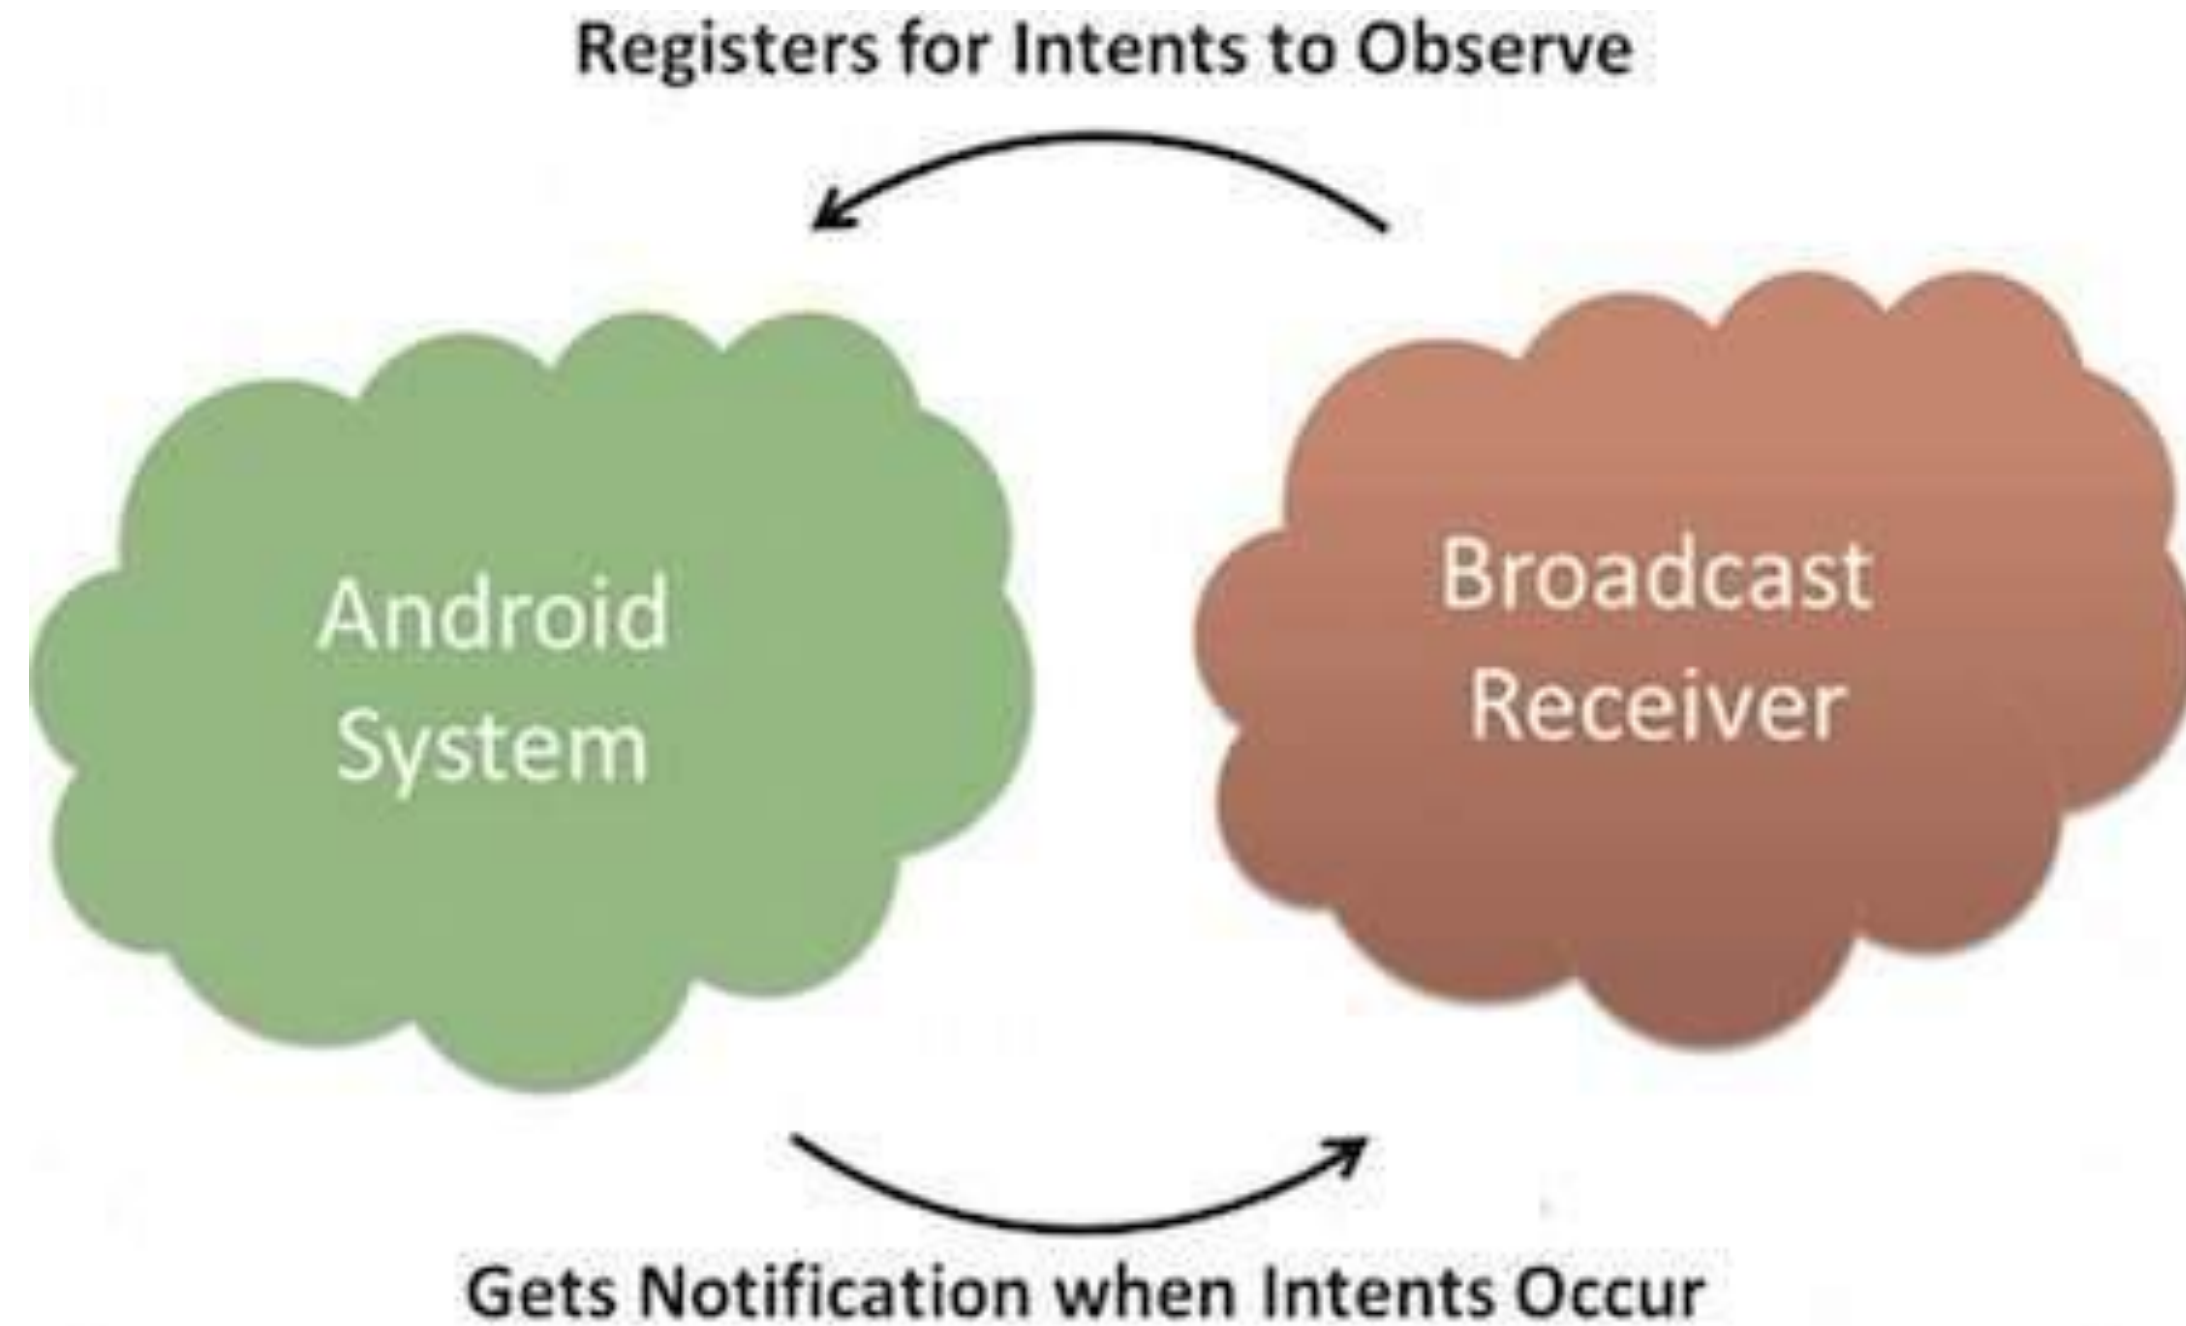 Registers for Intents to Observe
Android
System
Broadcast
Receiver
Gets Notification when Intents Occur